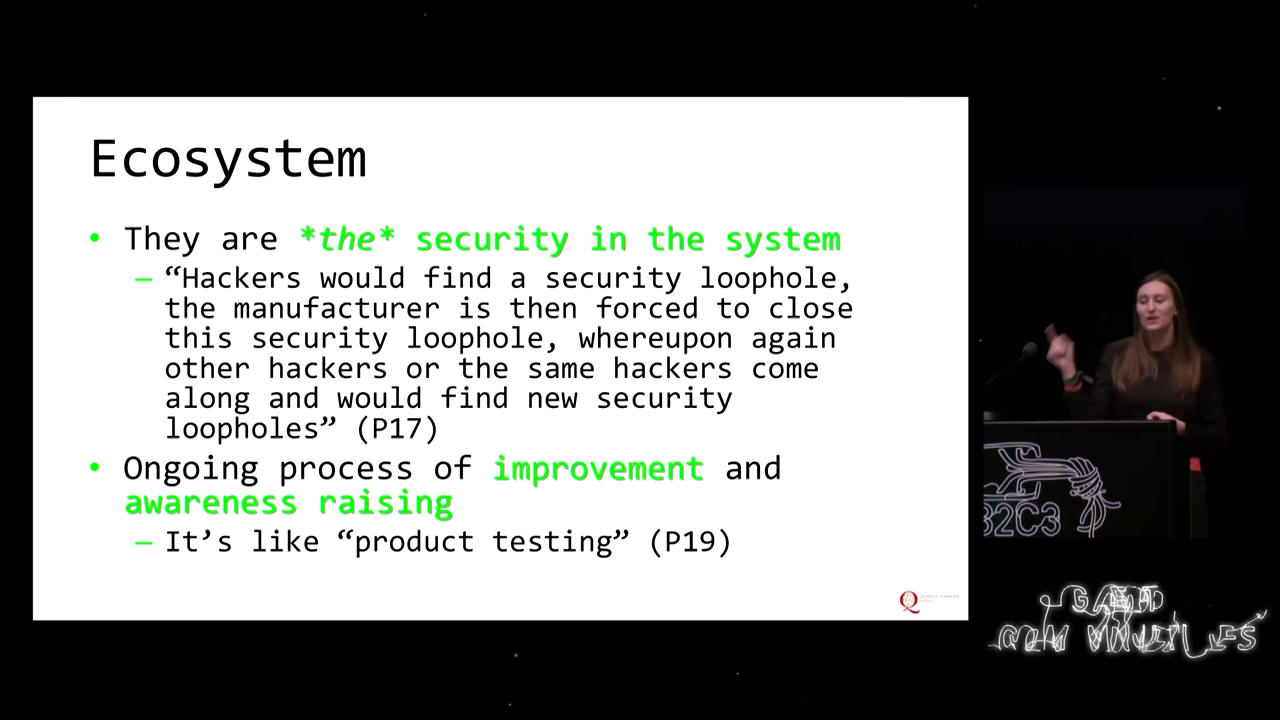 Ecosystem
• They are *the* security in the system
– “Hackers would find a security loophole,
the manufacturer is then forced to close
this security loophole, whereupon again
other hackers or the same hackers come
along and would find new security
loopholes” (P17)
• Ongoing process of improvement and
awareness raising
– It’s like “product testing” (P19)
Q
32C3